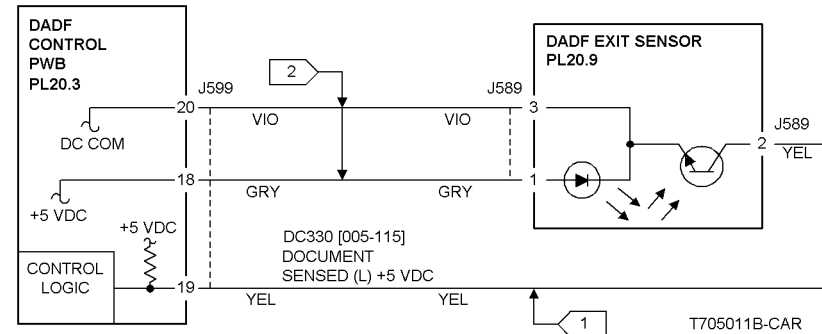 DADF
CONTROL
PWB
PL20.3
J599
2
J589
DADF EXIT SENSOR
PL20.9
20
VIO
VIO
3
J589
DC COM
2
YEL
18
GRY
GRY
1
+5 VDC
+5 VDC
DC330 [005-115]
DOCUMENT
SENSED (L) +5 VDC
CONTROL
LOGIC
19
YEL
YEL
1
T705011B-CAR